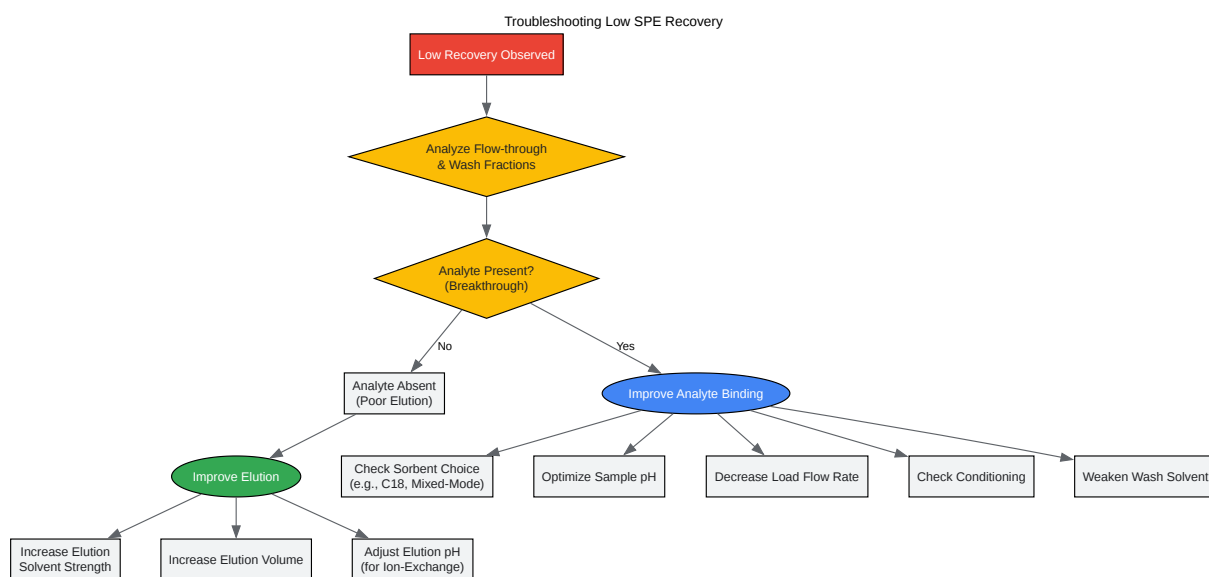 Troubleshooting Low SPE Recovery
Low Recovery Observed
Analyze Flow-through
& Wash Fractions
Analyte Present?
(Breakthrough)
No
Yes
Analyte Absent
(Poor Elution)
Improve Analyte Binding
Improve Elution
Check Sorbent Choice
(e.g., C18, Mixed-Mode)
Optimize Sample pH
Decrease Load Flow Rate
Check Conditioning
Weaken Wash Solvent
Increase Elution
Solvent Strength
Increase Elution Volume
Adjust Elution pH
(for Ion-Exchange)